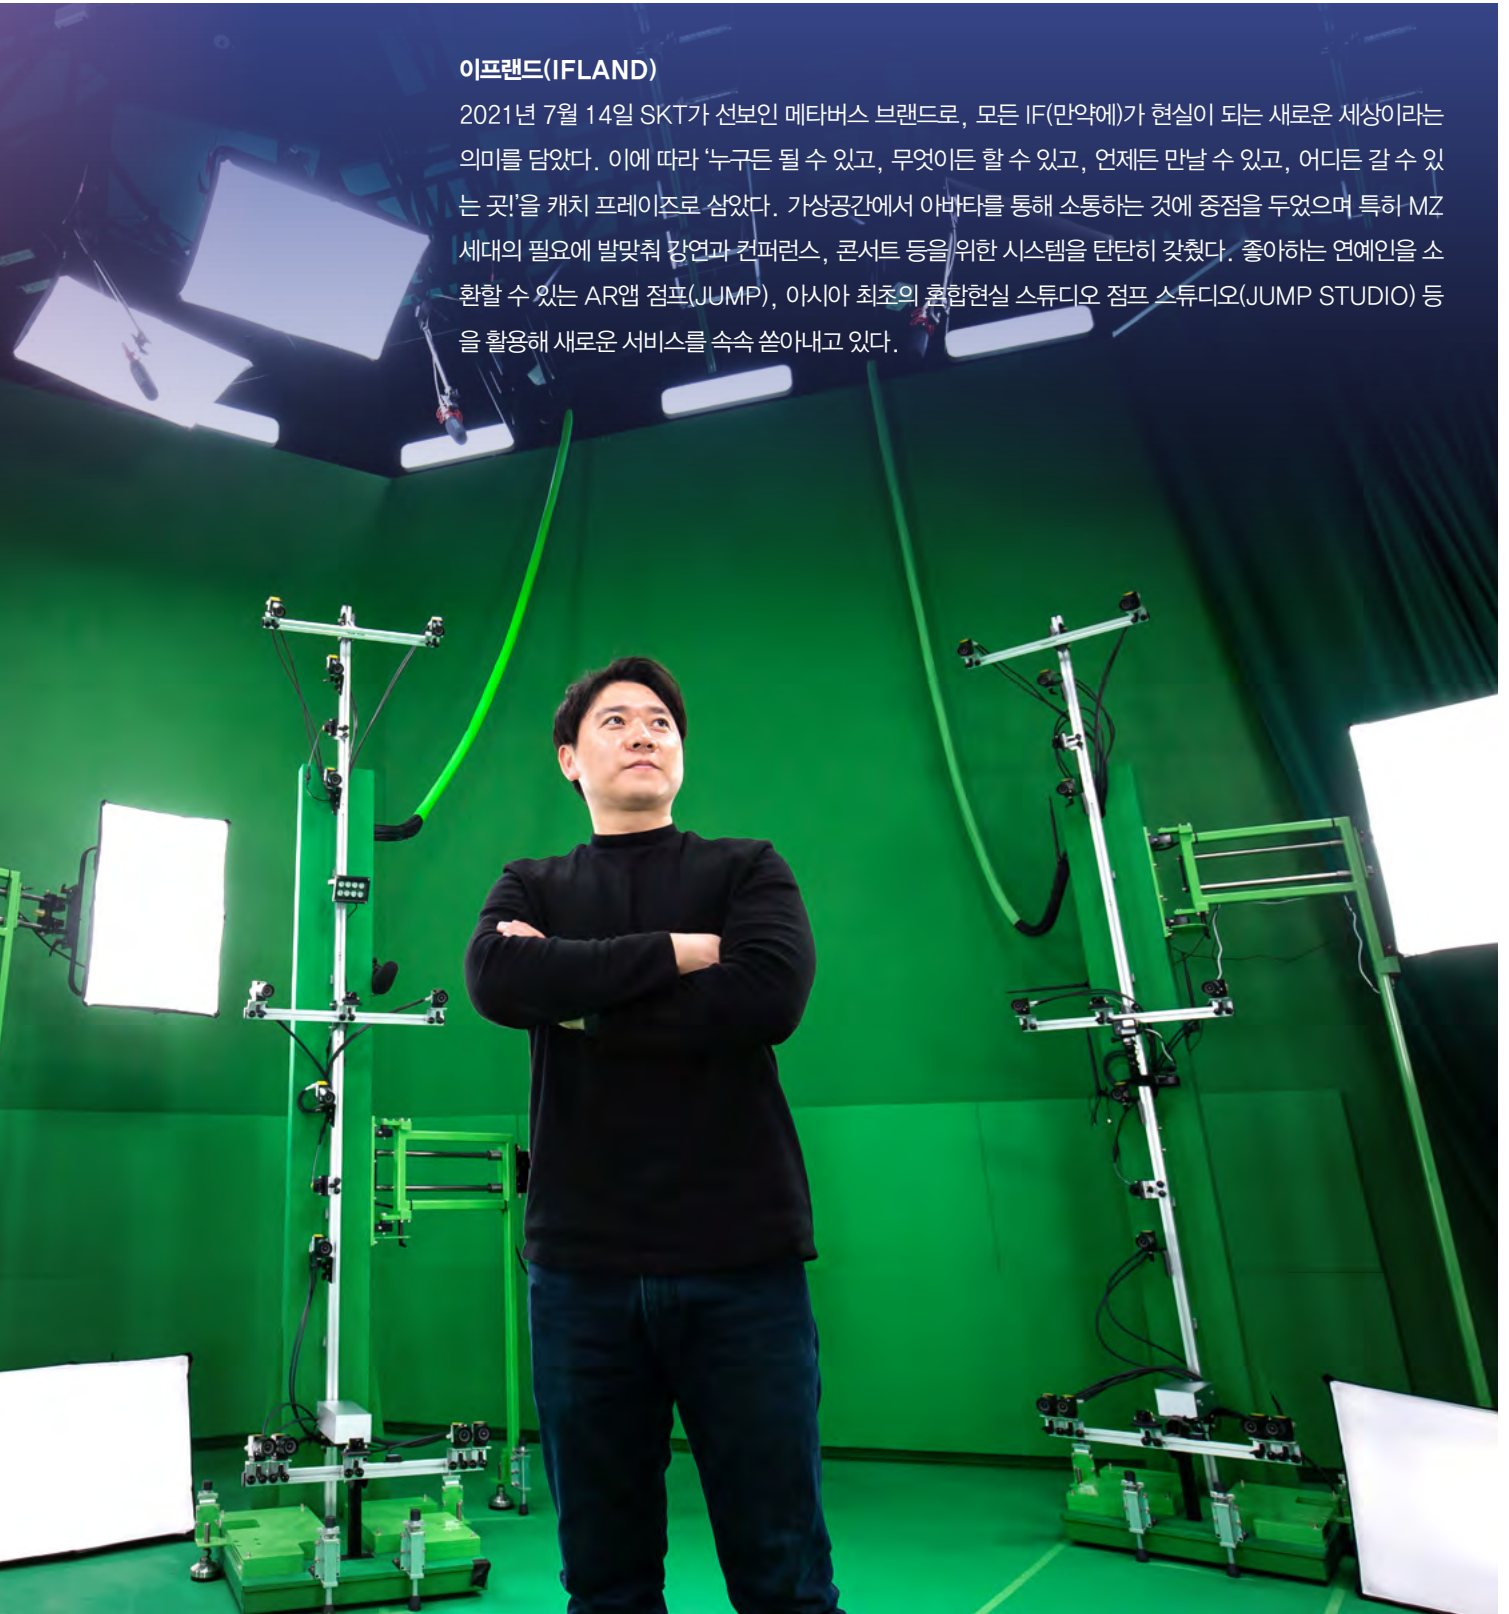 이프랜드(IFLAND)
2021년 7월 14일 SKT가 선보인 메타버스 브랜드로, 모든 IF(만약에)가 현실이 되는 새로운 세상이라는
의미를 담았다. 이에 따라 ‘누구든 될 수 있고, 무엇이든 할 수 있고, 언제든 만날 수 있고, 어디든 갈 수 있
는 곳!’을 캐치 프레이즈로 삼았다. 가상공간에서 아바타를 통해 소통하는 것에 중점을 두었으며 특히 MZ
세대의 필요에 발맞춰 강연과 컨퍼런스, 콘서트 등을 위한 시스템을 탄탄히 갖췄다. 좋아하는 연예인을 소
환할 수 있는 AR앱 점프(JUMP), 아시아 최초의 혼합현실 스튜디오 점프 스튜디오(JUMP STUDIO) 등
을 활용해 새로운 서비스를 속속 쏟아내고 있다.